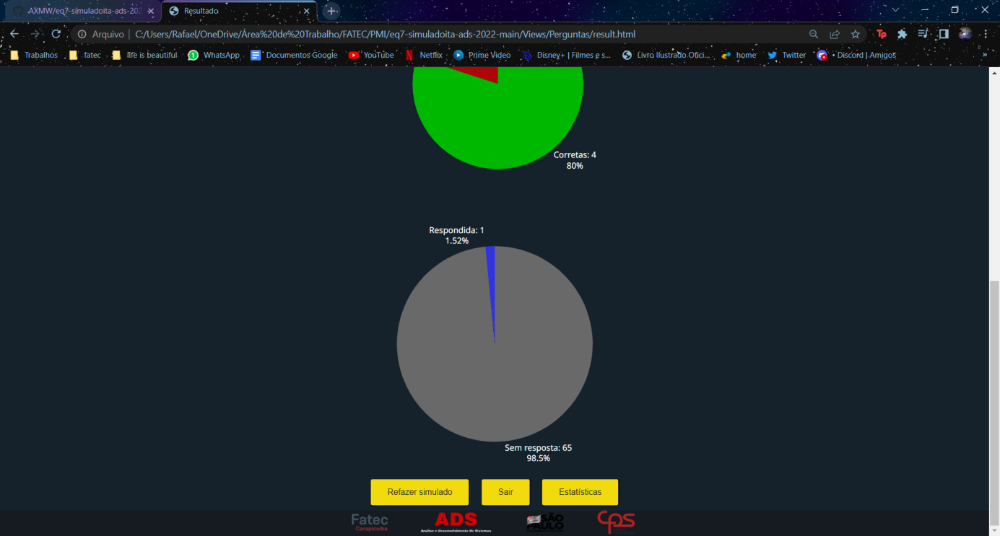 AXMW/eq7-simuladoita-ads-202
Resultado
Arquivo | C:/Users/Rafael/OneDrive/Área%20de%20Trabalho/FATEC/PMI/eq7-simuladoita-ads-2022-main/Views/Perguntas/result.html
Trabalhos fatec life is beautiful WhatsApp Documentos Google YouTube Netflix Prime Video Disney+ | Filmes e s... Livro Ilustrado Ofici... home Twitter • Discord | Amigos »
Corretas: 4
80%
Respondida: 1
1.52%
Sem resposta: 65
98.5%
Refazer simulado Sair Estatísticas
Fatec
Carapicuíba
ADS
Análise e Desenvolvimento De Sistemas
SÃO
PAULO
CPS